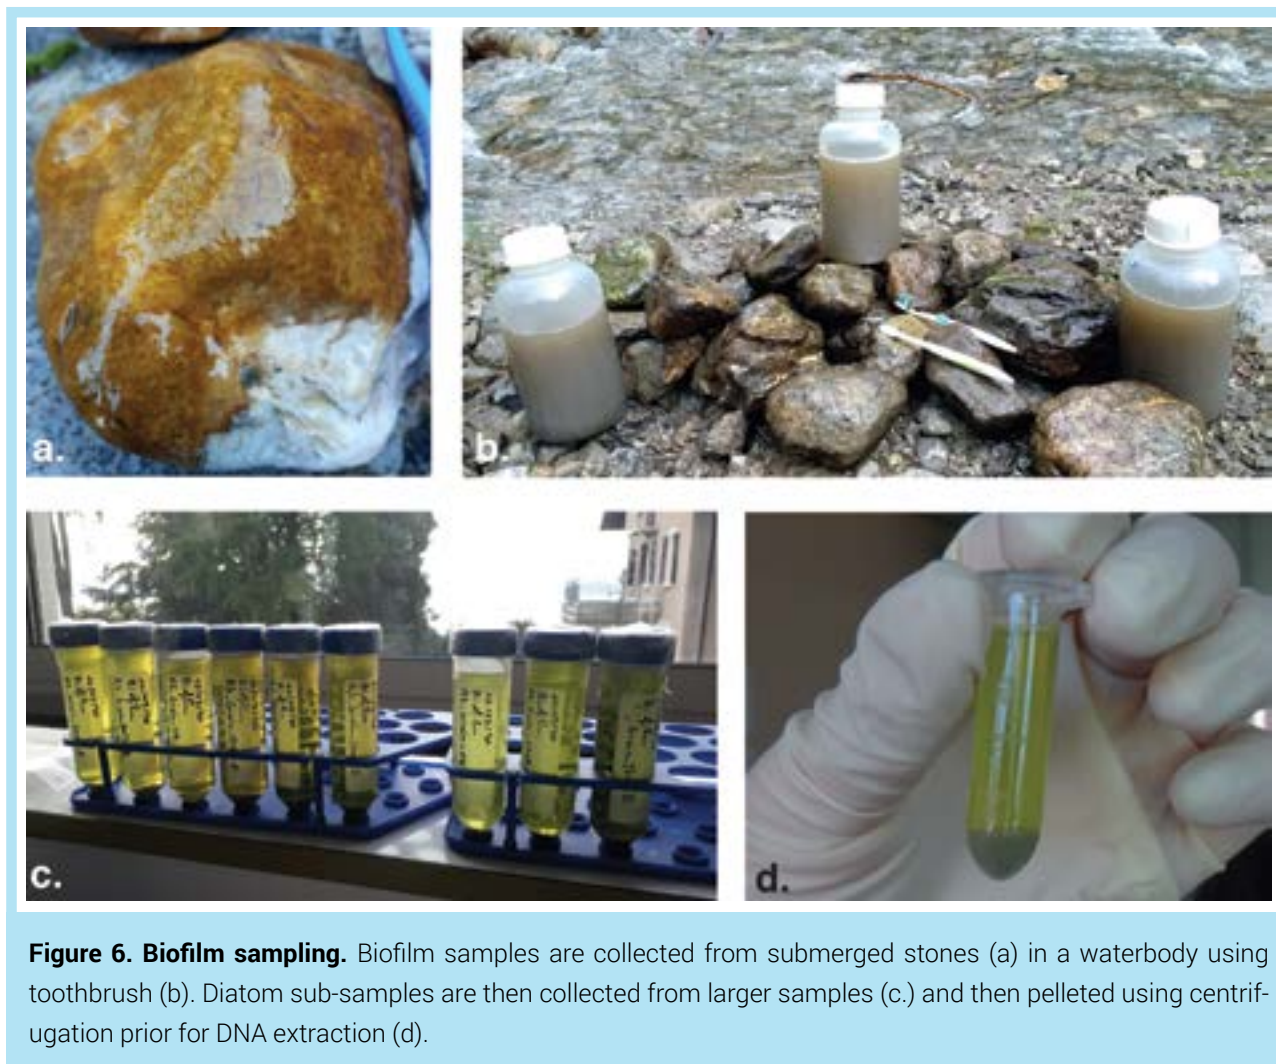 a.
b.
c.
d.
Figure 6. Biofilm sampling. Biofilm samples are collected from submerged stones (a) in a waterbody using
toothbrush (b). Diatom sub-samples are then collected from larger samples (c.) and then pelleted using centrif-
ugation prior for DNA extraction (d).